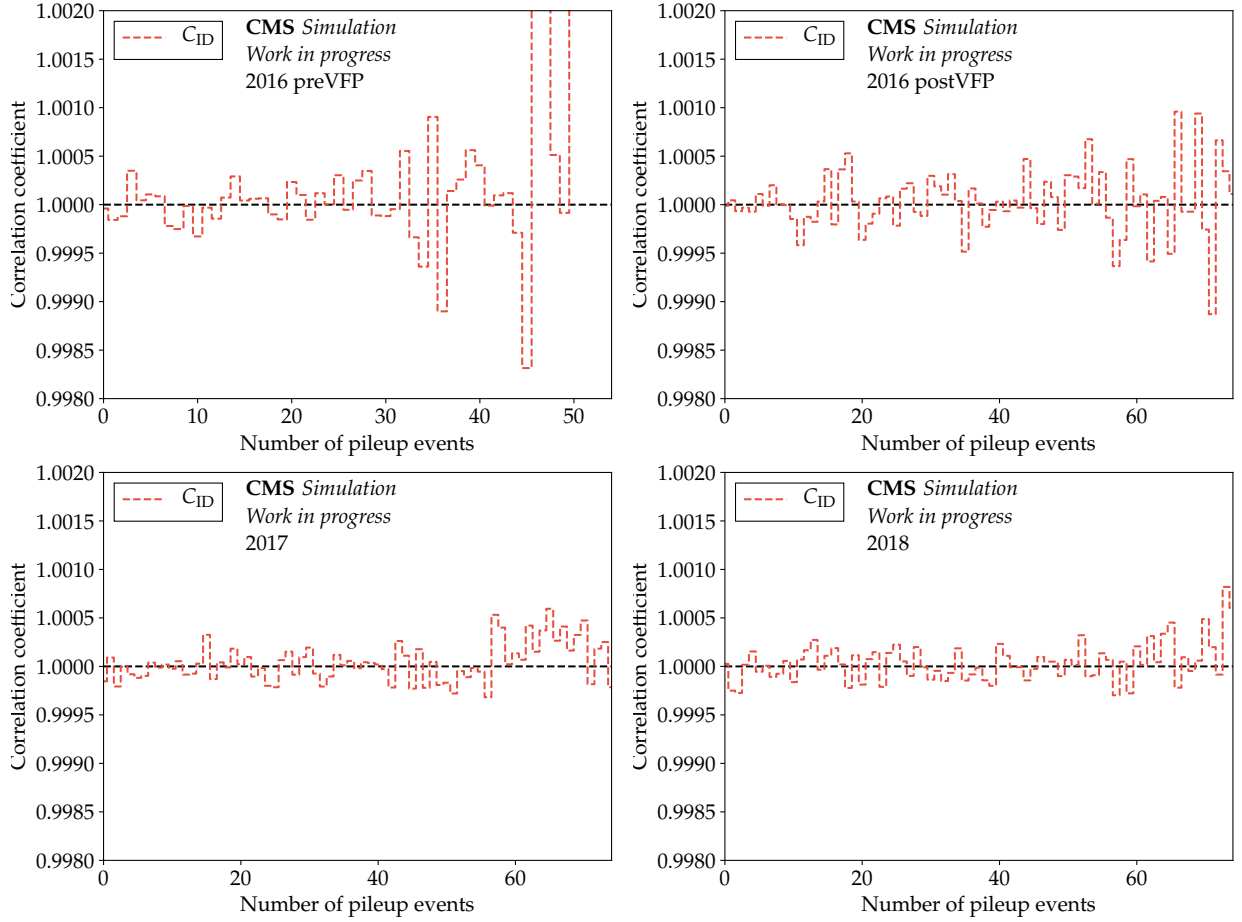 1.0020
1.0015
1.0010
1.0005
1.0000
0.9995
0.9990
0.9985
0.9980
Correlation coefficient
C_ID
CMS Simulation
Work in progress
2016 preVFP
0 10 20 30 40 50
Number of pileup events
1.0020
1.0015
1.0010
1.0005
1.0000
0.9995
0.9990
0.9985
0.9980
Correlation coefficient
C_ID
CMS Simulation
Work in progress
2016 postVFP
0 20 40 60
Number of pileup events
1.0020
1.0015
1.0010
1.0005
1.0000
0.9995
0.9990
0.9985
0.9980
Correlation coefficient
C_ID
CMS Simulation
Work in progress
2017
0 20 40 60
Number of pileup events
1.0020
1.0015
1.0010
1.0005
1.0000
0.9995
0.9990
0.9985
0.9980
Correlation coefficient
C_ID
CMS Simulation
Work in progress
2018
0 20 40 60
Number of pileup events